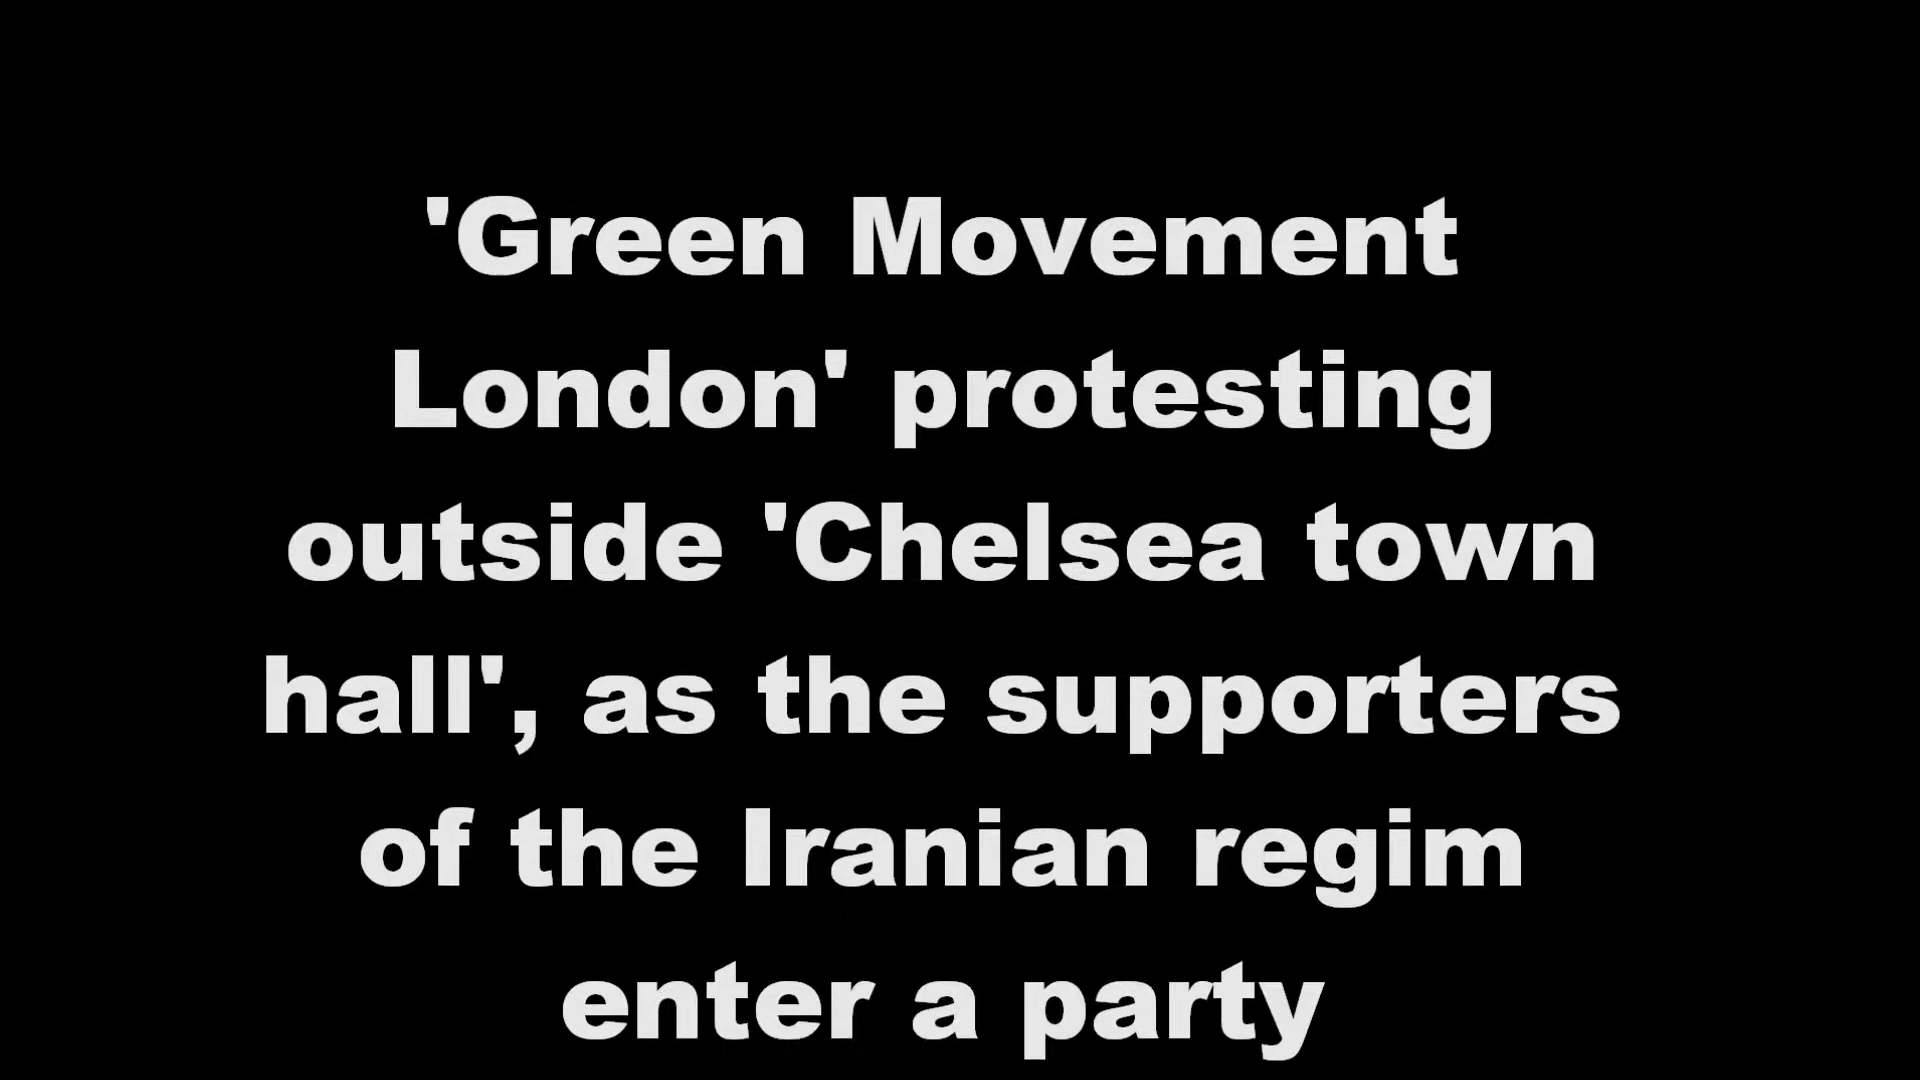 'Green Movement
London' protesting
outside 'Chelsea town
hall', as the supporters
of the Iranian regim
enter a party